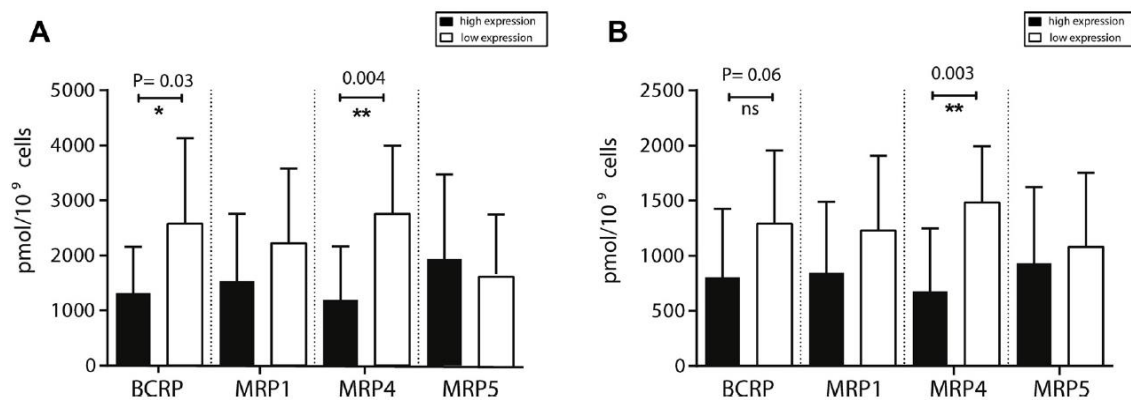 A
high expression
low expression
P= 0.03
*
0.004
**
5000
4000
3000
2000
1000
0
pmol/10⁹ cells
BCRP
MRP1
MRP4
MRP5
B
high expression
low expression
P= 0.06
ns
0.003
**
2500
2000
1500
1000
500
0
pmol/10⁹ cells
BCRP
MRP1
MRP4
MRP5